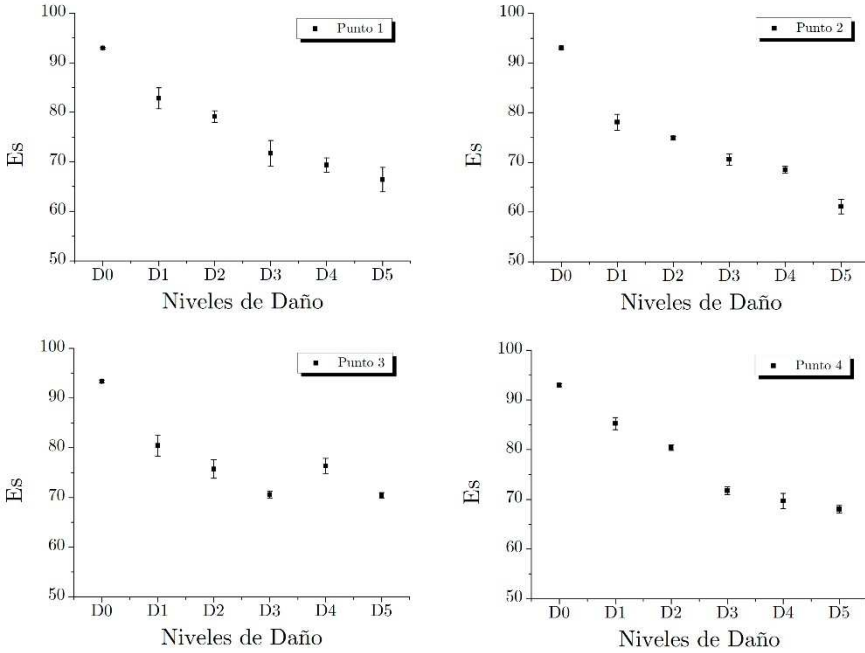 100
90
80
70
60
50
Es
Punto 1
D0 D1 D2 D3 D4 D5
Niveles de Daño
100
90
80
70
60
50
Es
Punto 2
D0 D1 D2 D3 D4 D5
Niveles de Daño
100
90
80
70
60
50
Es
Punto 3
D0 D1 D2 D3 D4 D5
Niveles de Daño
100
90
80
70
60
50
Es
Punto 4
D0 D1 D2 D3 D4 D5
Niveles de Daño